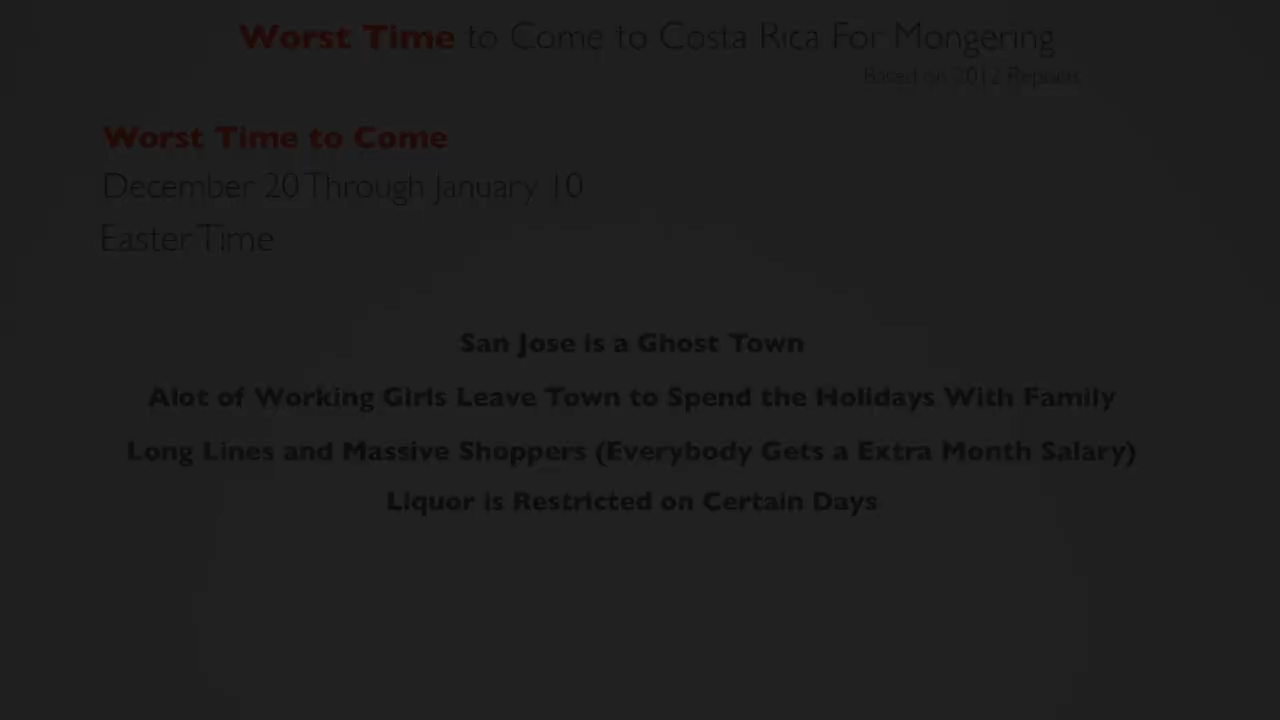 Worst Time to Come to Costa Rica For Mongering
Based on 2012 Reports
Worst Time to Come
December 20 Through January 10
Easter Time
San Jose is a Ghost Town
Alot of Working Girls Leave Town to Spend the Holidays With Family
Long Lines and Massive Shoppers (Everybody Gets a Extra Month Salary)
Liquor is Restricted on Certain Days